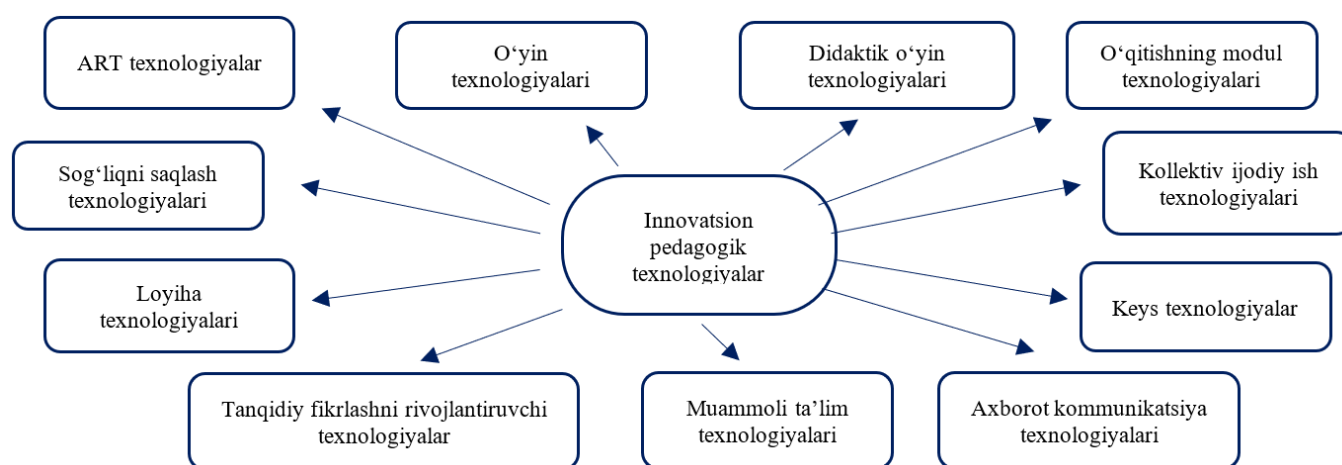 ART texnologiyalar
O‘yin
texnologiyalari
Didaktik o‘yin
texnologiyalari
O‘qitishning modul
texnologiyalari
Sog‘liqni saqlash
texnologiyalari
Innovatsion
pedagogik
texnologiyalar
Kollektiv ijodiy ish
texnologiyalari
Loyiha
texnologiyalari
Keys texnologiyalar
Tanqidiy fikrlashni rivojlantiruvchi
texnologiyalar
Muammoli ta’lim
texnologiyalari
Axborot kommunikatsiya
texnologiyalari